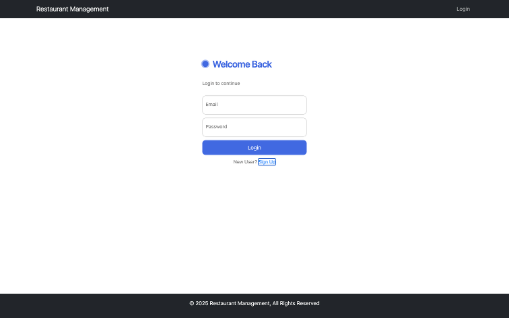 Restaurant Management
Login
Welcome Back
Login to continue
Email
Password
Login
New User? Sign Up
© 2025 Restaurant Management, All Rights Reserved